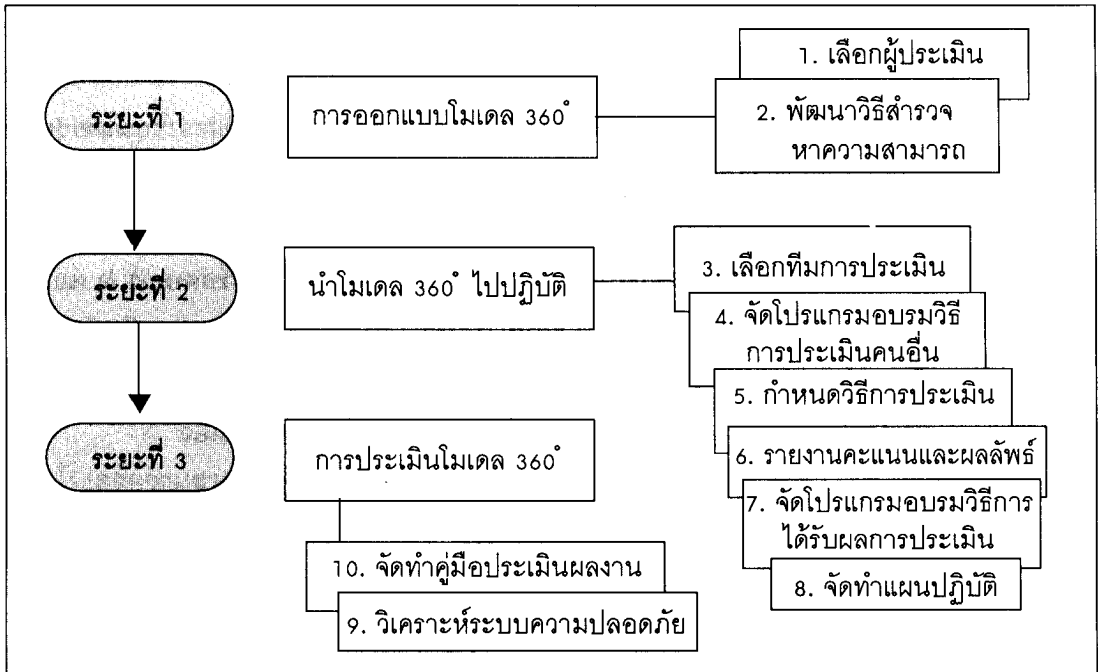 ระยะที่ 1
การออกแบบโมเดล 360°
1. เลือกผู้ประเมิน
2. พัฒนาวิธีสำรวจ
หาความสามารถ
ระยะที่ 2
นำโมเดล 360° ไปปฏิบัติ
3. เลือกทีมการประเมิน
4. จัดโปรแกรมอบรมวิธี
การประเมินคนอื่น
5. กำหนดวิธีการประเมิน
6. รายงานคะแนนและผลลัพธ์
7. จัดโปรแกรมอบรมวิธีการ
ได้รับผลการประเมิน
8. จัดทำแผนปฏิบัติ
ระยะที่ 3
การประเมินโมเดล 360°
10. จัดทำคู่มือประเมินผลงาน
9. วิเคราะห์ระบบความปลอดภัย